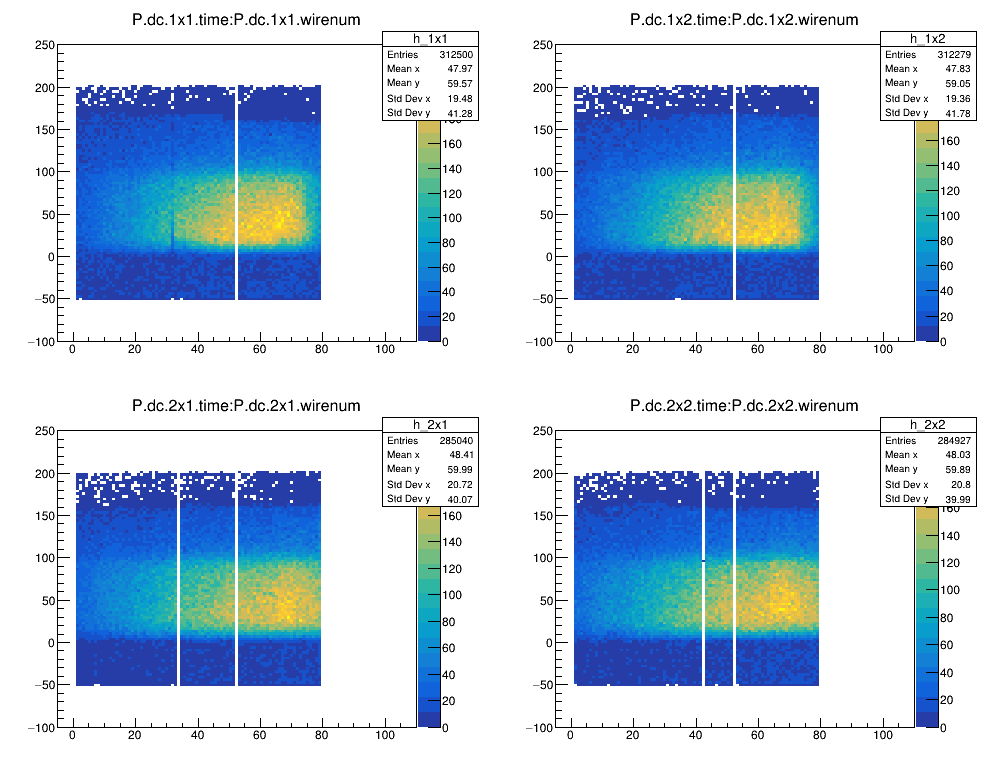 P.dc.1x1.time:P.dc.1x1.wirenum
h_1x1
Entries 312500
Mean x 47.97
Mean y 59.57
Std Dev x 19.48
Std Dev y 41.28
250
200
150
100
50
0
−50
−100
0 20 40 60 80 100
160
140
120
100
80
60
40
20
0
P.dc.1x2.time:P.dc.1x2.wirenum
h_1x2
Entries 312279
Mean x 47.83
Mean y 59.05
Std Dev x 19.36
Std Dev y 41.78
250
200
150
100
50
0
−50
−100
0 20 40 60 80 100
160
140
120
100
80
60
40
20
0
P.dc.2x1.time:P.dc.2x1.wirenum
h_2x1
Entries 285040
Mean x 48.41
Mean y 59.99
Std Dev x 20.72
Std Dev y 40.07
250
200
150
100
50
0
−50
−100
0 20 40 60 80 100
160
140
120
100
80
60
40
20
0
P.dc.2x2.time:P.dc.2x2.wirenum
h_2x2
Entries 284927
Mean x 48.03
Mean y 59.89
Std Dev x 20.8
Std Dev y 39.99
250
200
150
100
50
0
−50
−100
0 20 40 60 80 100
160
140
120
100
80
60
40
20
0